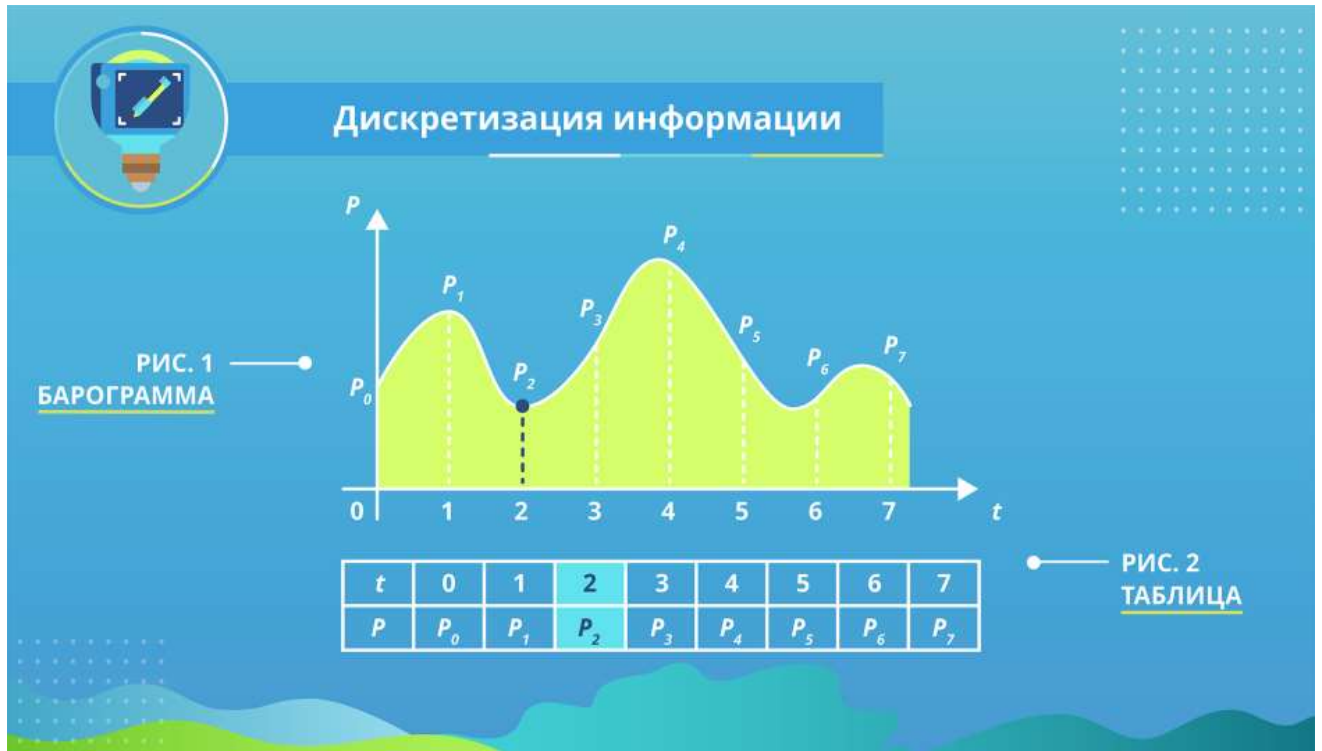 Дискретизация информации
P
P₄
P₁
P₃
P₅
P₇
P₆
РИС. 1
БАРОГРАММА
P₂
P₀
0 1 2 3 4 5 6 7 t
РИС. 2
ТАБЛИЦА
t 0 1 2 3 4 5 6 7
P P₀ P₁ P₂ P₃ P₄ P₅ P₆ P₇